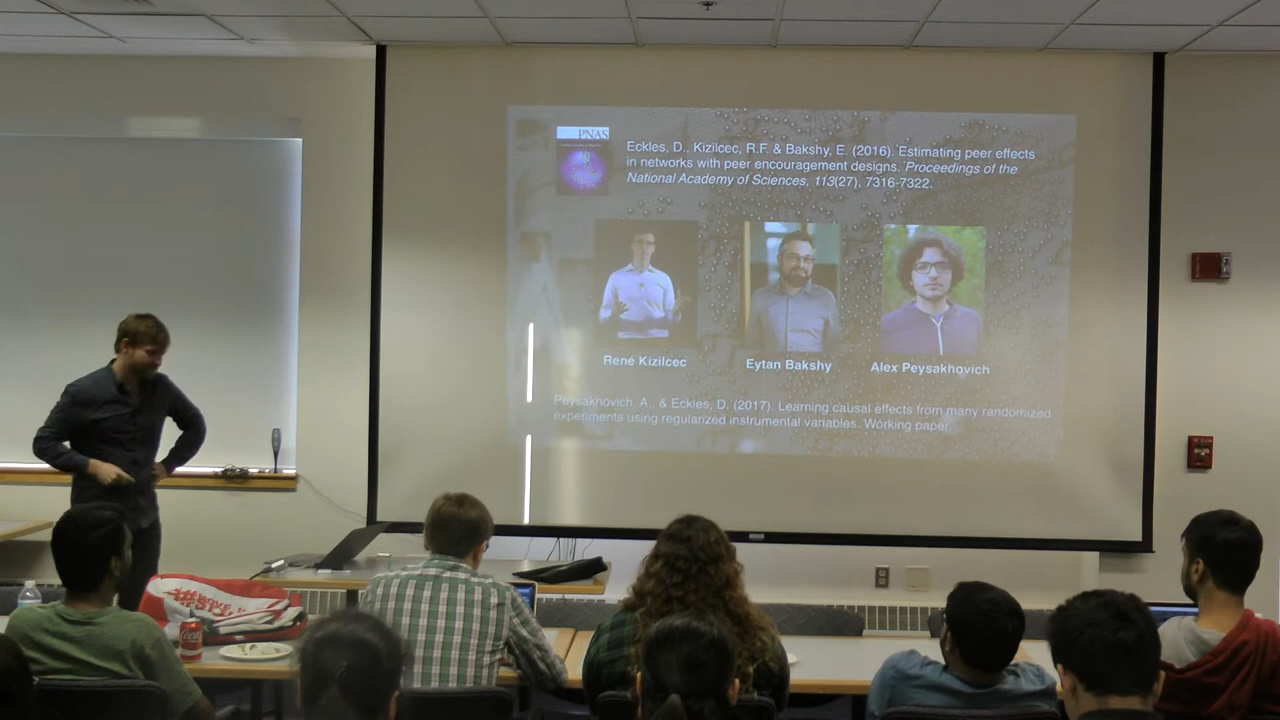 PNAS
Eckles, D., Kizilcec, R.F. & Bakshy, E. (2016). Estimating peer effects
in networks with peer encouragement designs. Proceedings of the
National Academy of Sciences, 113(27), 7316-7322.
René Kizilcec
Eytan Bakshy
Alex Peysakhovich
Peysakhovich, A., & Eckles, D. (2017). Learning causal effects from many randomized
experiments using regularized instrumental variables. Working paper.